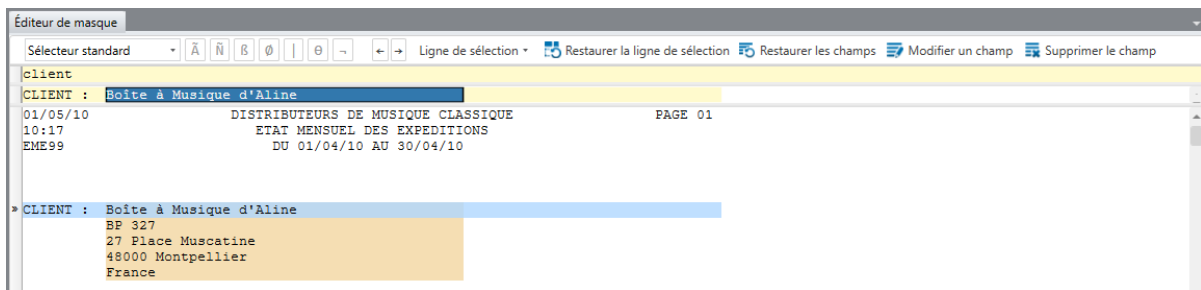 Éditeur de masque
Sélecteur standard Ã Ñ ß Ø | θ ¬ ← → Ligne de sélection Restaurer la ligne de sélection Restaurer les champs Modifier un champ Supprimer le champ
client
CLIENT : Boîte à Musique d'Aline
01/05/10 DISTRIBUTEURS DE MUSIQUE CLASSIQUE PAGE 01
10:17 ETAT MENSUEL DES EXPEDITIONS
EME99 DU 01/04/10 AU 30/04/10
» CLIENT : Boîte à Musique d'Aline
BP 327
27 Place Muscatine
48000 Montpellier
France